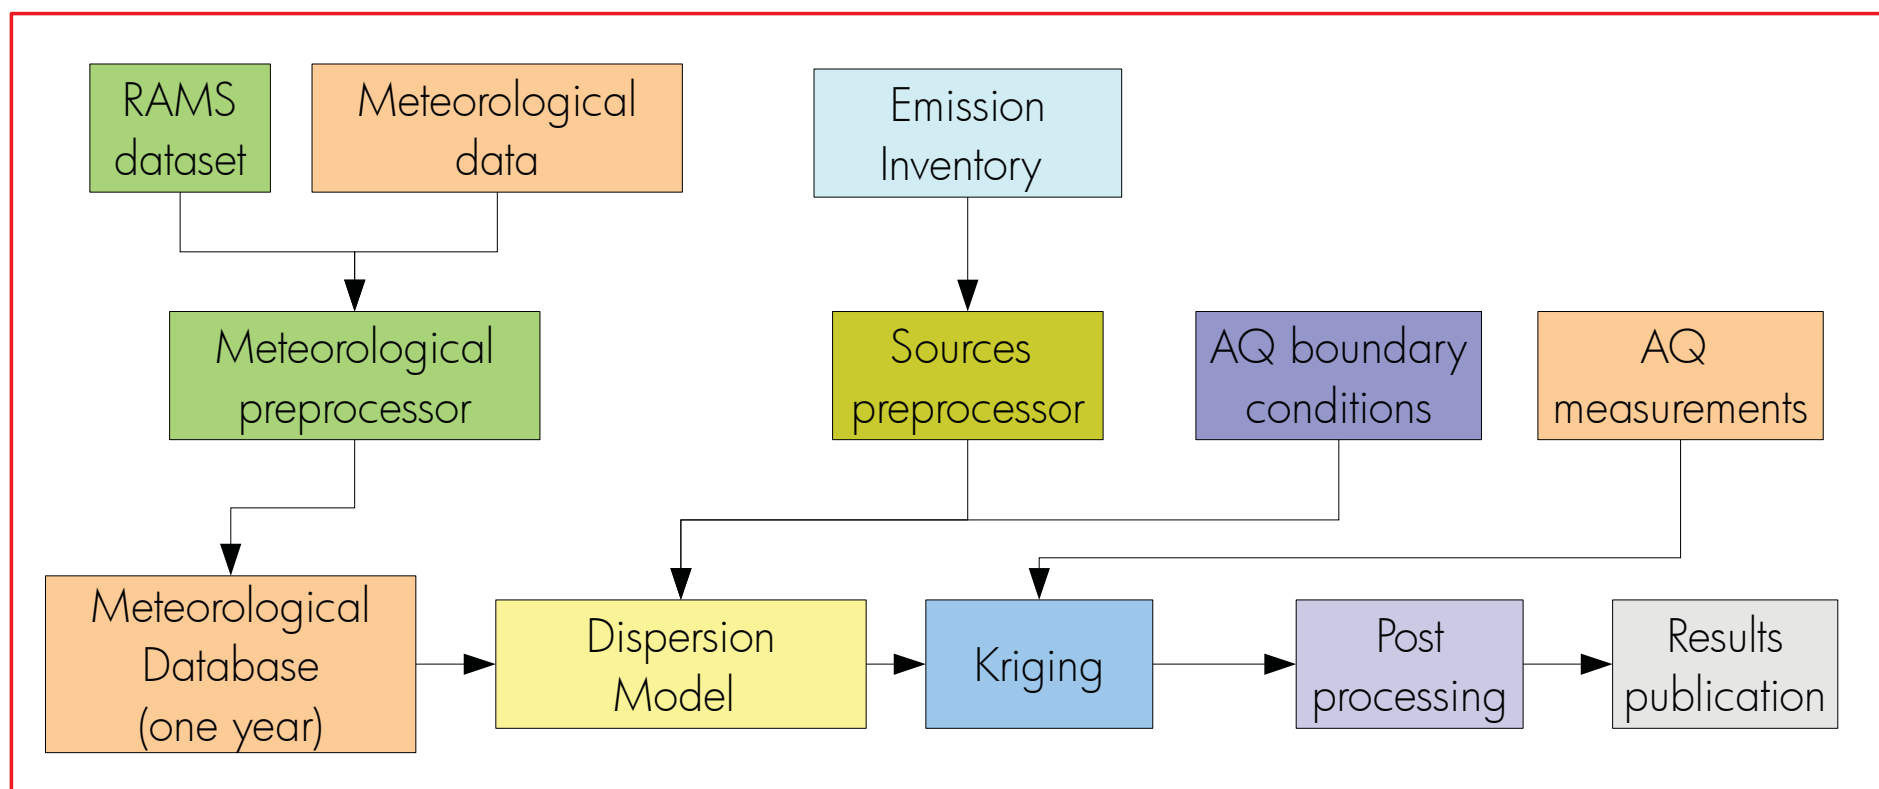 RAMS
dataset
Meteorological
data
Emission
Inventory
Meteorological
preprocessor
Sources
preprocessor
AQ boundary
conditions
AQ
measurements
Meteorological
Database
(one year)
Dispersion
Model
Kriging
Post
processing
Results
publication